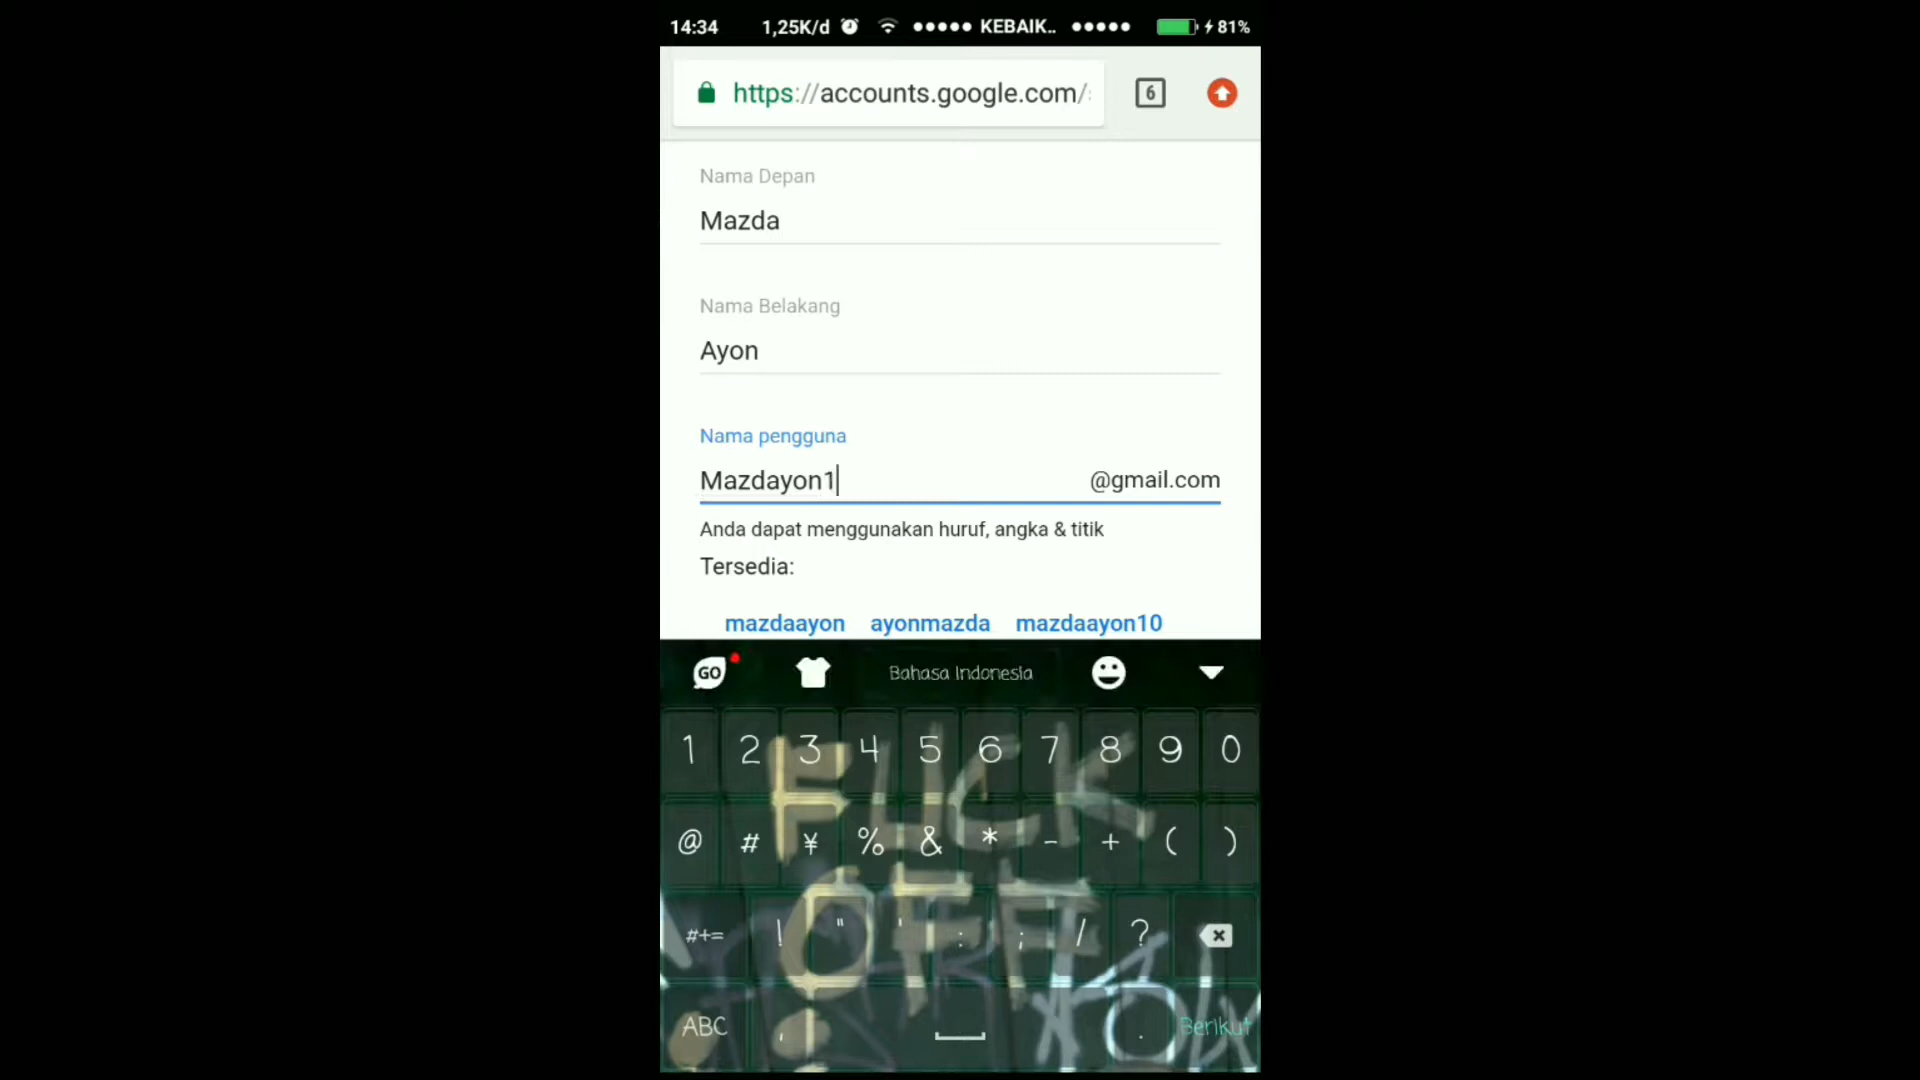 14:34 1,25K/d ●●●●● KEBAIK.. ●●●●● 81%
https://accounts.google.com/ 6
Nama Depan
Mazda
Nama Belakang
Ayon
Nama pengguna
Mazdayon1 @gmail.com
Anda dapat menggunakan huruf, angka & titik
Tersedia:
mazdaayon ayonmazda mazdaayon10
GO Bahasa Indonesia
1 2 3 4 5 6 7 8 9 0
FUCK
@ # ¥ % & * - + ( )
OFF
#+= ! " ' : ; / ?
ABC , . Berikut